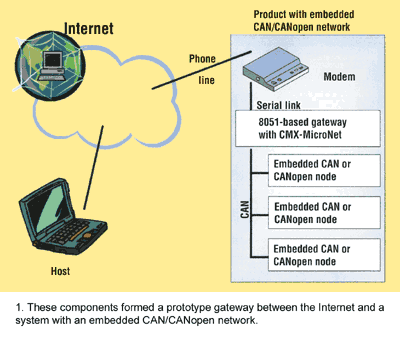 Internet
Product with embedded
CAN/CANopen network
Phone
line
Modem
Serial link
8051-based gateway
with CMX-MicroNet
CAN
Embedded CAN or
CANopen node
Embedded CAN or
CANopen node
Embedded CAN or
CANopen node
Host
1. These components formed a prototype gateway between the Internet and a
system with an embedded CAN/CANopen network.